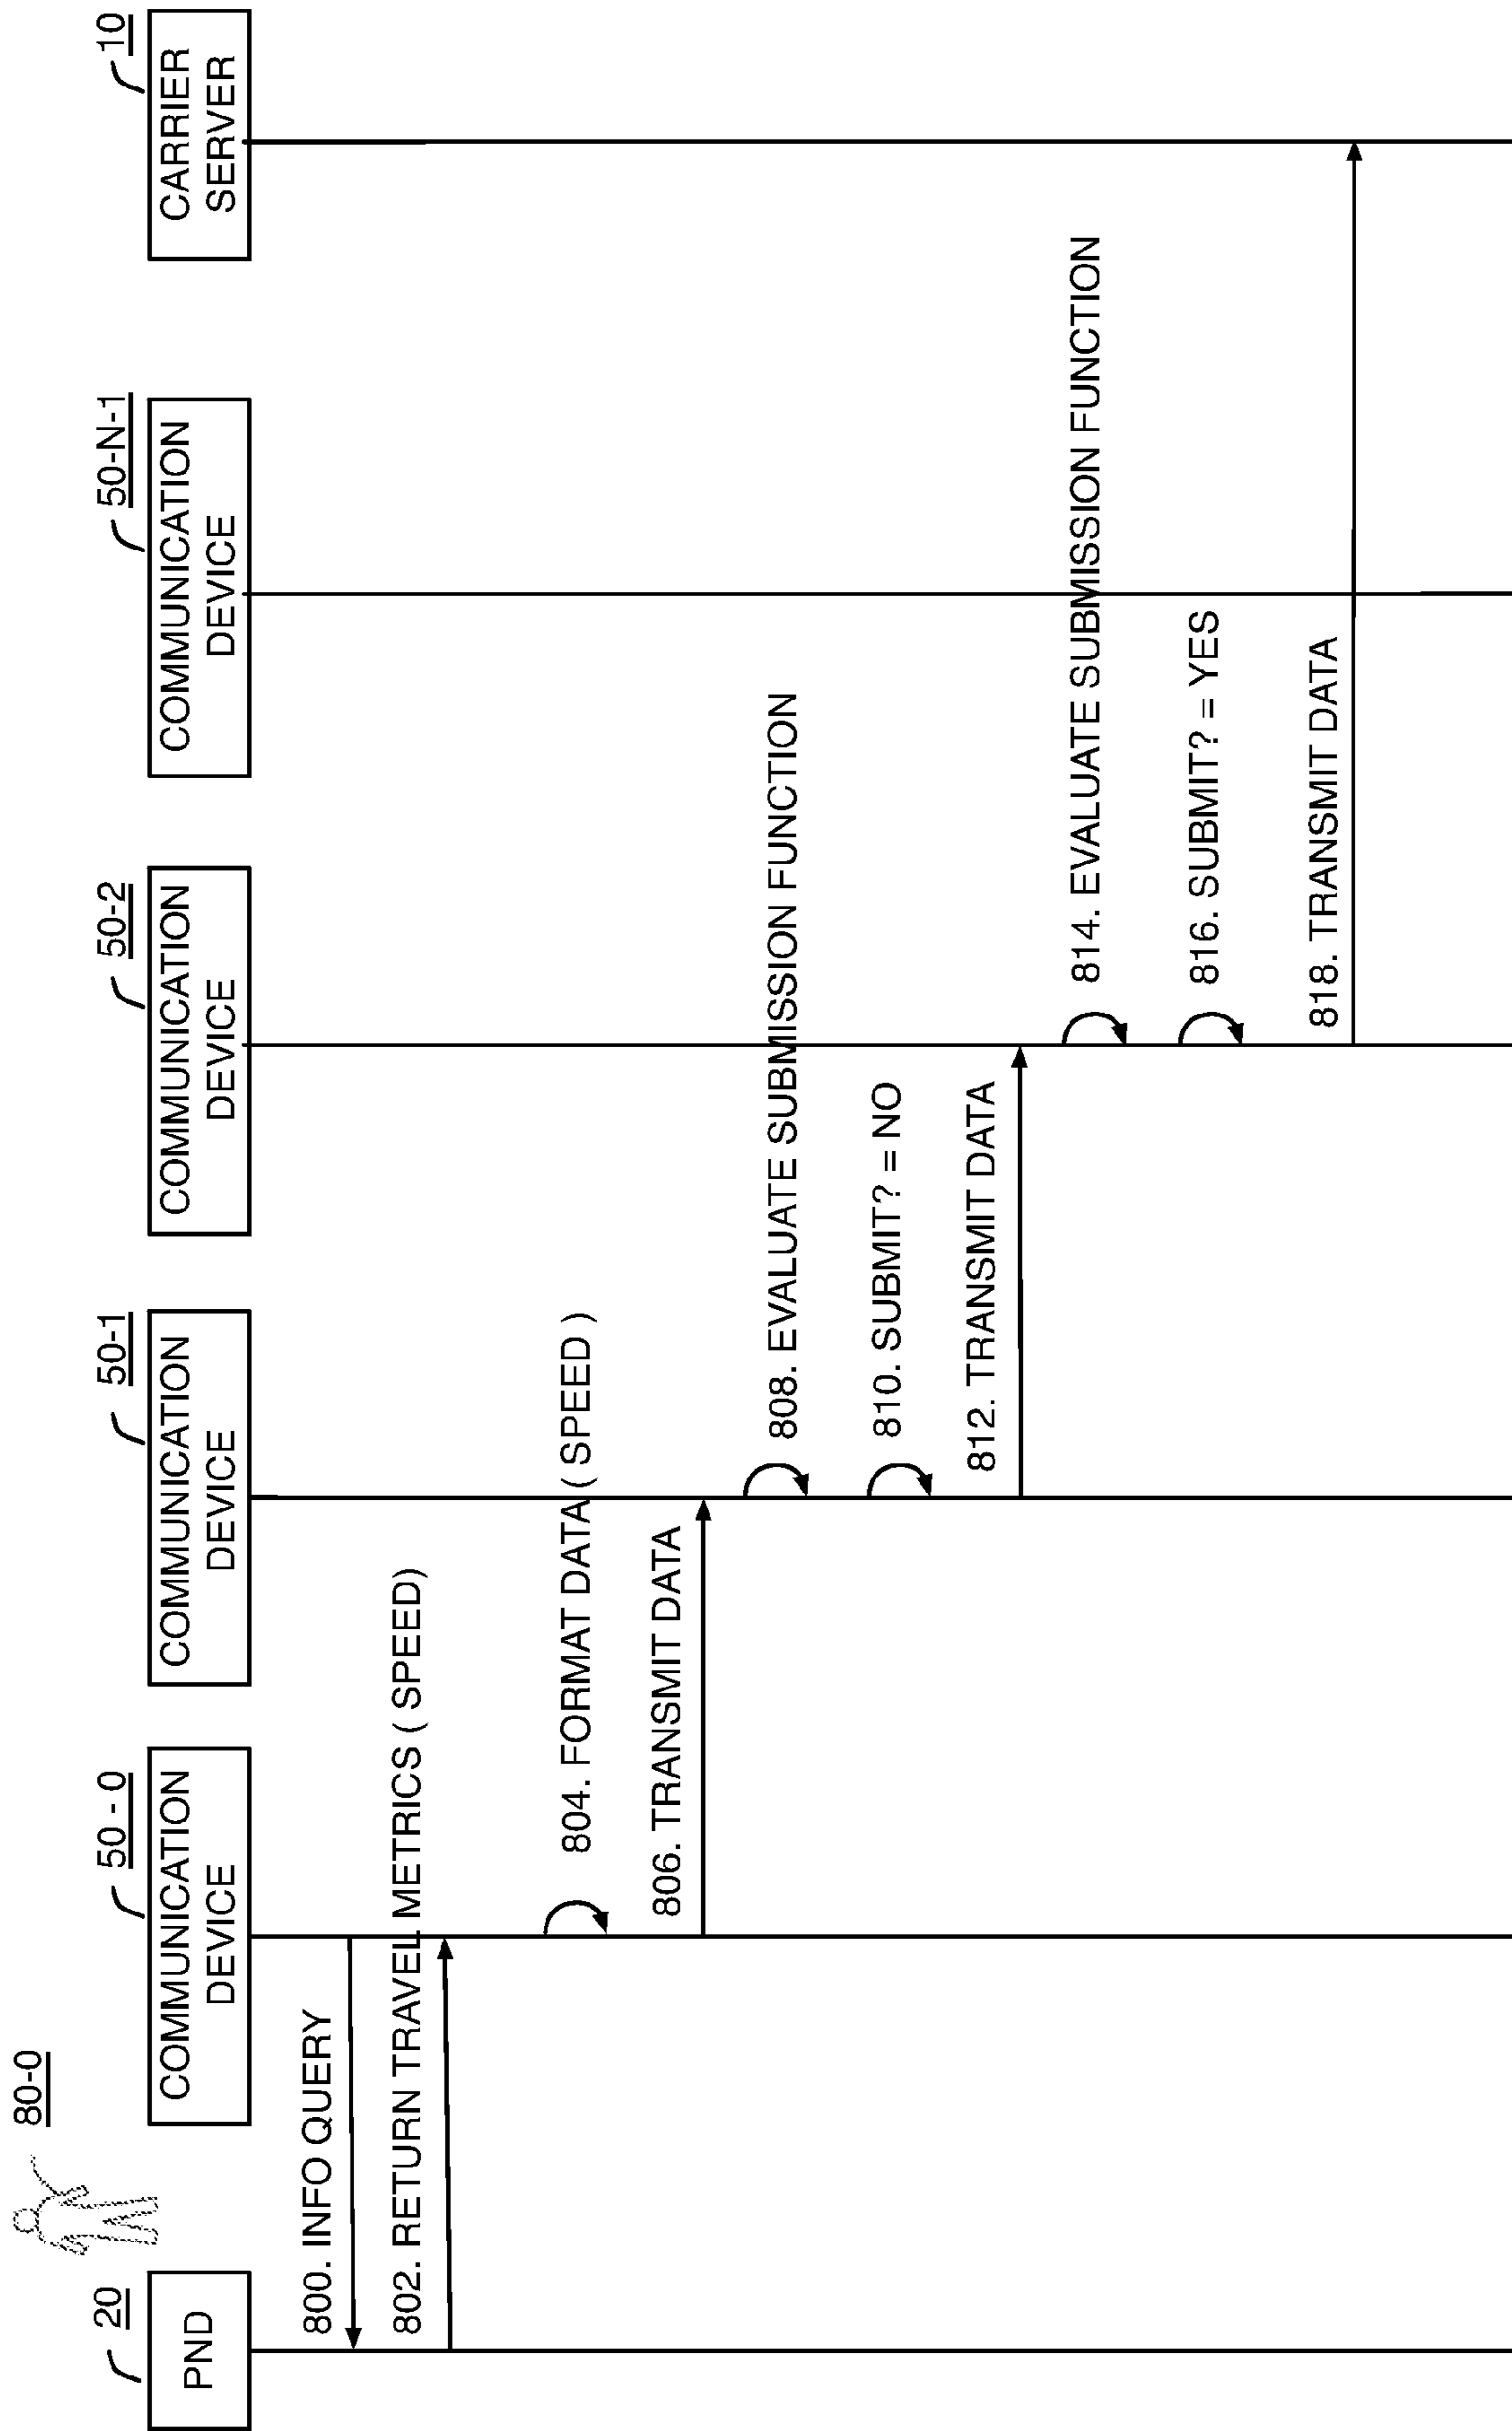 80-0
20
50 - 0
50-1
50-2
50-N-1
10
PND
COMMUNICATION
DEVICE
COMMUNICATION
DEVICE
COMMUNICATION
DEVICE
COMMUNICATION
DEVICE
CARRIER
SERVER
800. INFO QUERY
802. RETURN TRAVEL METRICS ( SPEED)
804. FORMAT DATA ( SPEED )
806. TRANSMIT DATA
808. EVALUATE SUBMISSION FUNCTION
810. SUBMIT? = NO
812. TRANSMIT DATA
814. EVALUATE SUBMISSION FUNCTION
816. SUBMIT? = YES
818. TRANSMIT DATA